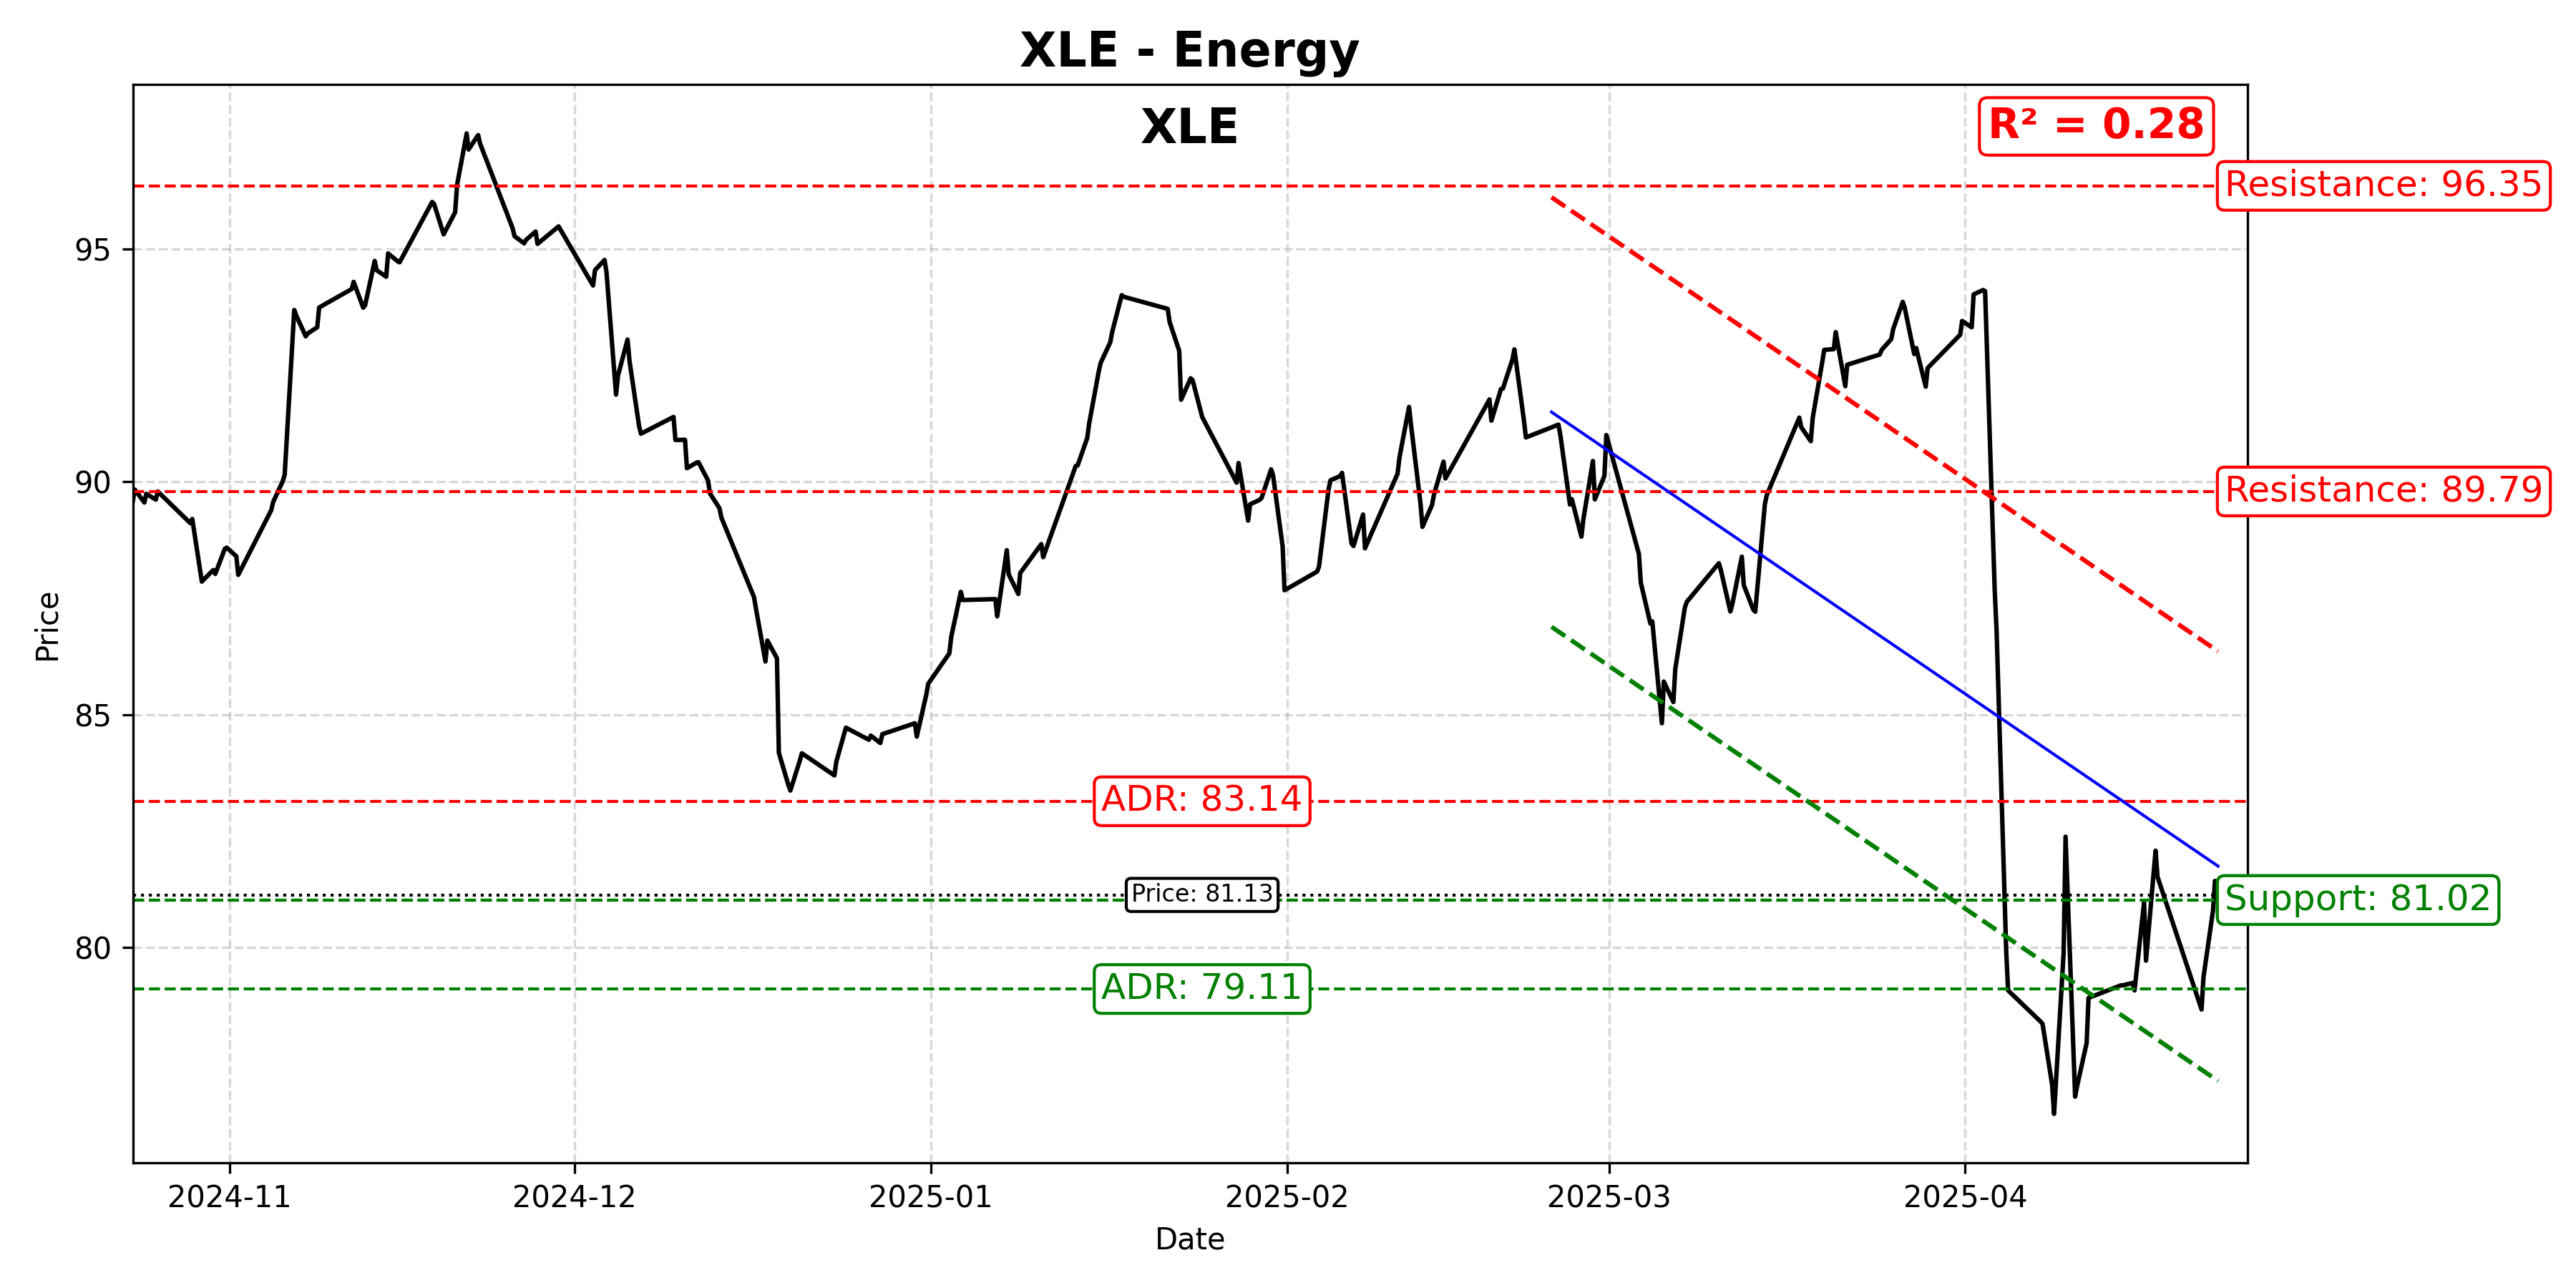 XLE - Energy
XLE
R² = 0.28
Resistance: 96.35
95
90
Resistance: 89.79
85
ADR: 83.14
Price: 81.13
Support: 81.02
80
ADR: 79.11
Price
2024-11
2024-12
2025-01
2025-02
2025-03
2025-04
Date